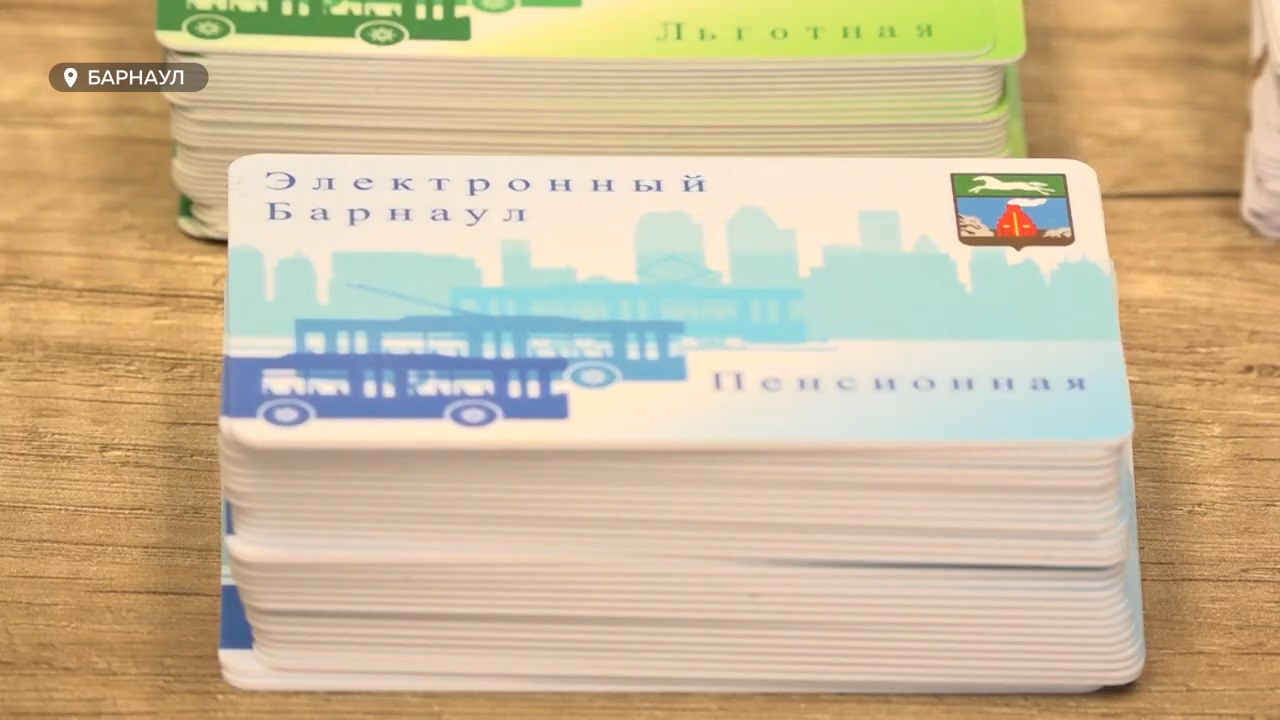 Льготная
БАРНАУЛ
Электронный
Барнаул
Пенсионная